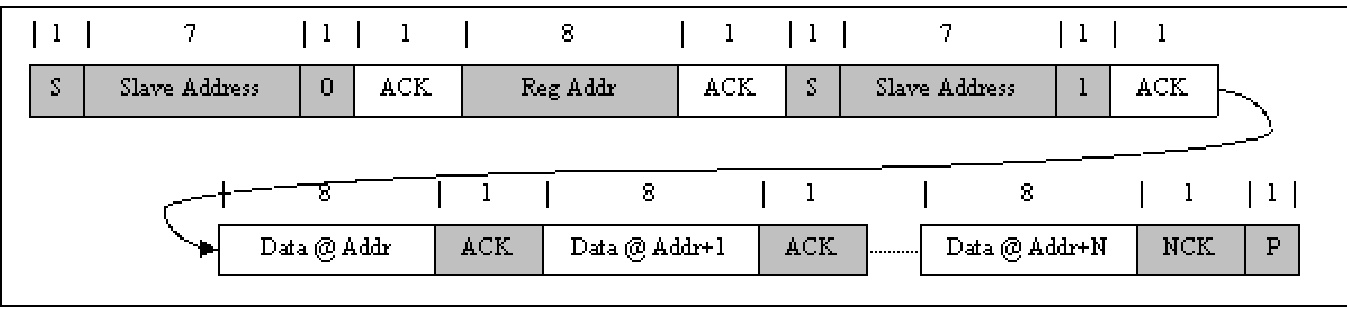 1 7 1 1 8 1 1 7 1 1
S Slave Address 0 ACK Reg Addr ACK S Slave Address 1 ACK
8 1 8 1 8 1 1
Data @ Addr ACK Data @ Addr+1 ACK Data @ Addr+N NCK P